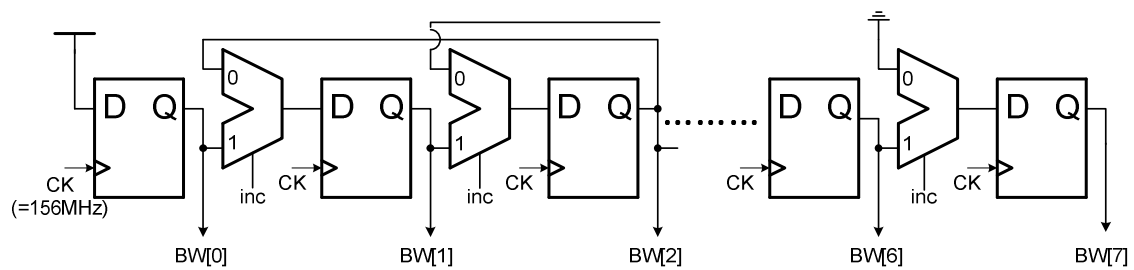 0
0
0
D Q
D Q
D Q
D Q
D Q
1
1
1
CK
(=156MHz)
inc
CK
inc
CK
CK
inc
CK
BW[0]
BW[1]
BW[2]
BW[6]
BW[7]